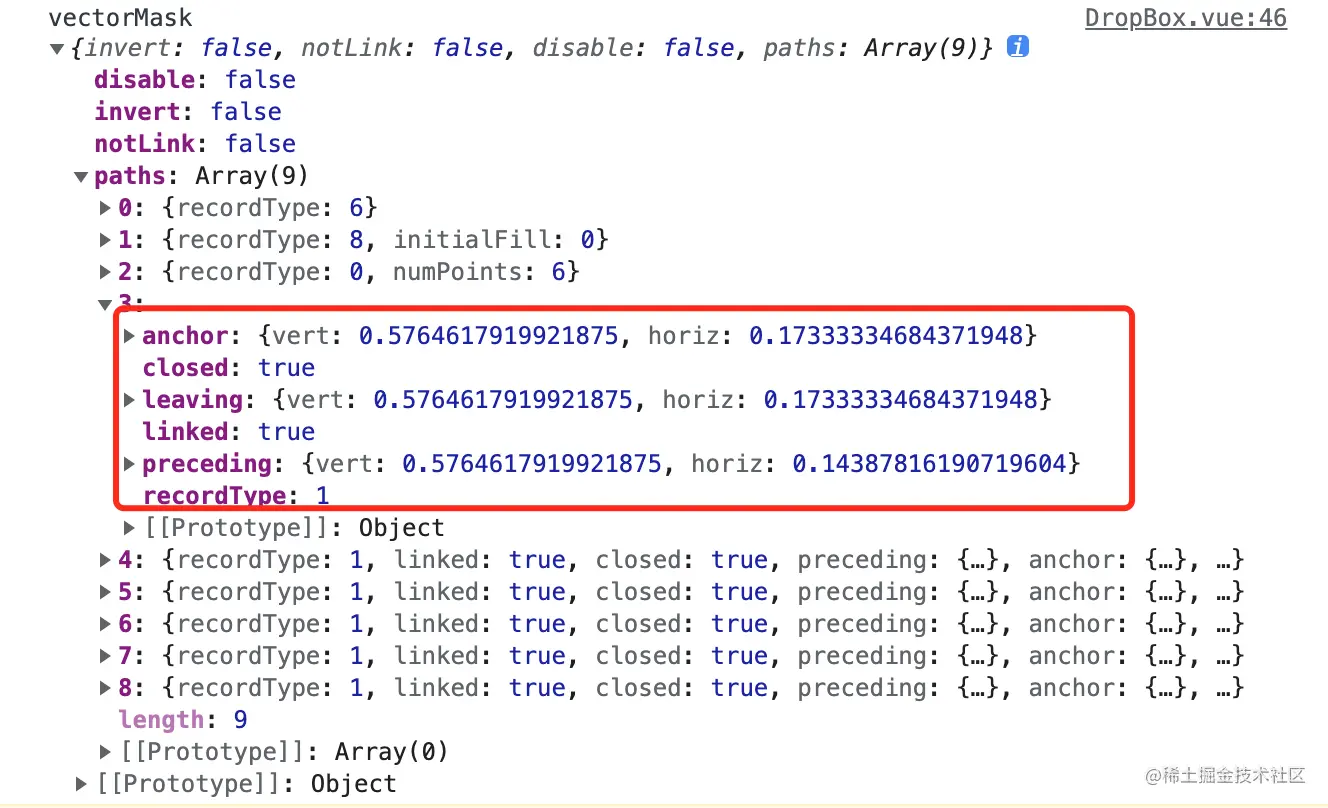 vectorMask DropBox.vue:46
▼{invert: false, notLink: false, disable: false, paths: Array(9)} i
disable: false
invert: false
notLink: false
▼paths: Array(9)
▶0: {recordType: 6}
▶1: {recordType: 8, initialFill: 0}
▶2: {recordType: 0, numPoints: 6}
▼3:
▶anchor: {vert: 0.5764617919921875, horiz: 0.17333334684371948}
closed: true
▶leaving: {vert: 0.5764617919921875, horiz: 0.17333334684371948}
linked: true
▶preceding: {vert: 0.5764617919921875, horiz: 0.14387816190719604}
recordType: 1
▶[[Prototype]]: Object
▶4: {recordType: 1, linked: true, closed: true, preceding: {…}, anchor: {…}, …}
▶5: {recordType: 1, linked: true, closed: true, preceding: {…}, anchor: {…}, …}
▶6: {recordType: 1, linked: true, closed: true, preceding: {…}, anchor: {…}, …}
▶7: {recordType: 1, linked: true, closed: true, preceding: {…}, anchor: {…}, …}
▶8: {recordType: 1, linked: true, closed: true, preceding: {…}, anchor: {…}, …}
length: 9
▶[[Prototype]]: Array(0)
▶[[Prototype]]: Object
@稀土掘金技术社区